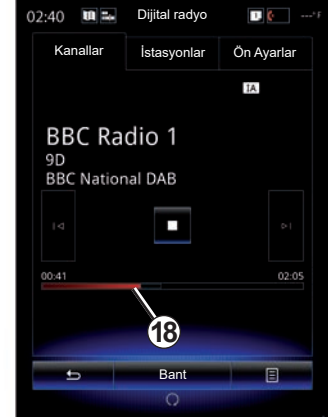 02:40 Dijital radyo ---°F
Kanallar İstasyonlar Ön Ayarlar
IA
BBC Radio 1
9D
BBC National DAB
00:41 02:05
18
Bant